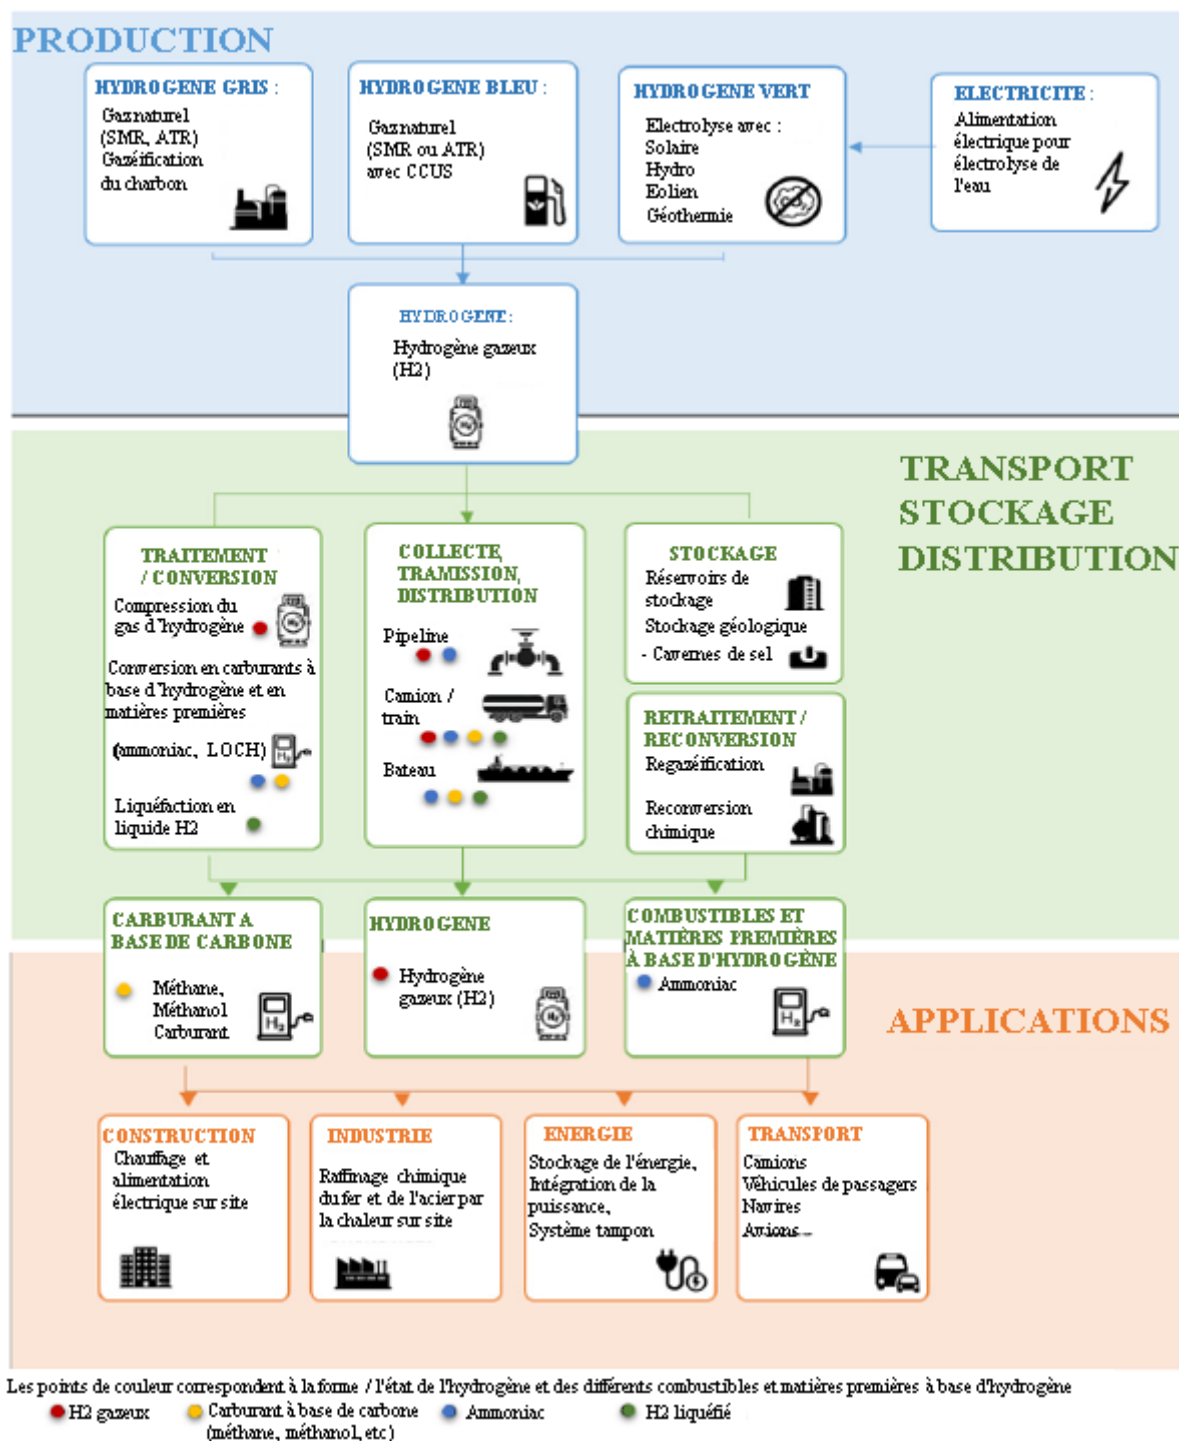 PRODUCTION
HYDROGENE GRIS :
Gaz naturel
(SMR, ATR)
Gazéification
du charbon
HYDROGENE BLEU :
Gaz naturel
(SMR ou ATR)
avec CCUS
HYDROGENE VERT
Electrolyse avec :
Solaire
Hydro
Eolien
Géothermie
ELECTRICITE :
Alimentation
électrique pour
électrolyse de
l'eau
HYDROGENE :
Hydrogène gazeux
(H2)
TRANSPORT
STOCKAGE
DISTRIBUTION
TRAITEMENT
/ CONVERSION
Compression du
gas d'hydrogène
Conversion en carburants à
base d'hydrogène et en
matières premières
(ammoniac, LOCH)
H2
Liquéfaction en
liquide H2
COLLECTE,
TRAMISSION,
DISTRIBUTION
Pipeline
Camion /
train
Bateau
STOCKAGE
Réservoirs de
stockage
Stockage géologique
- Cavernes de sel
RETRAITEMENT /
RECONVERSION
Regazéification
Reconversion
chimique
CARBURANT A
BASE DE CARBONE
Méthane,
Méthanol
Carburant
H2
HYDROGENE
Hydrogène
gazeux (H2)
COMBUSTIBLES ET
MATIÈRES PREMIÈRES
À BASE D'HYDROGÈNE
Ammoniac
H2
APPLICATIONS
CONSTRUCTION
Chauffage et
alimentation
électrique sur site
INDUSTRIE
Raffinage chimique
du fer et de l'acier par
la chaleur sur site
ENERGIE
Stockage de l'énergie,
Intégration de la
puissance,
Système tampon
TRANSPORT
Camions
Véhicules de passagers
Navires
Avions...
Les points de couleur correspondent à la forme / l'état de l'hydrogène et des différents combustibles et matières premières à base d'hydrogène
H2 gazeux
Carburant à base de carbone
(méthane, méthanol, etc)
Ammoniac
H2 liquéfié